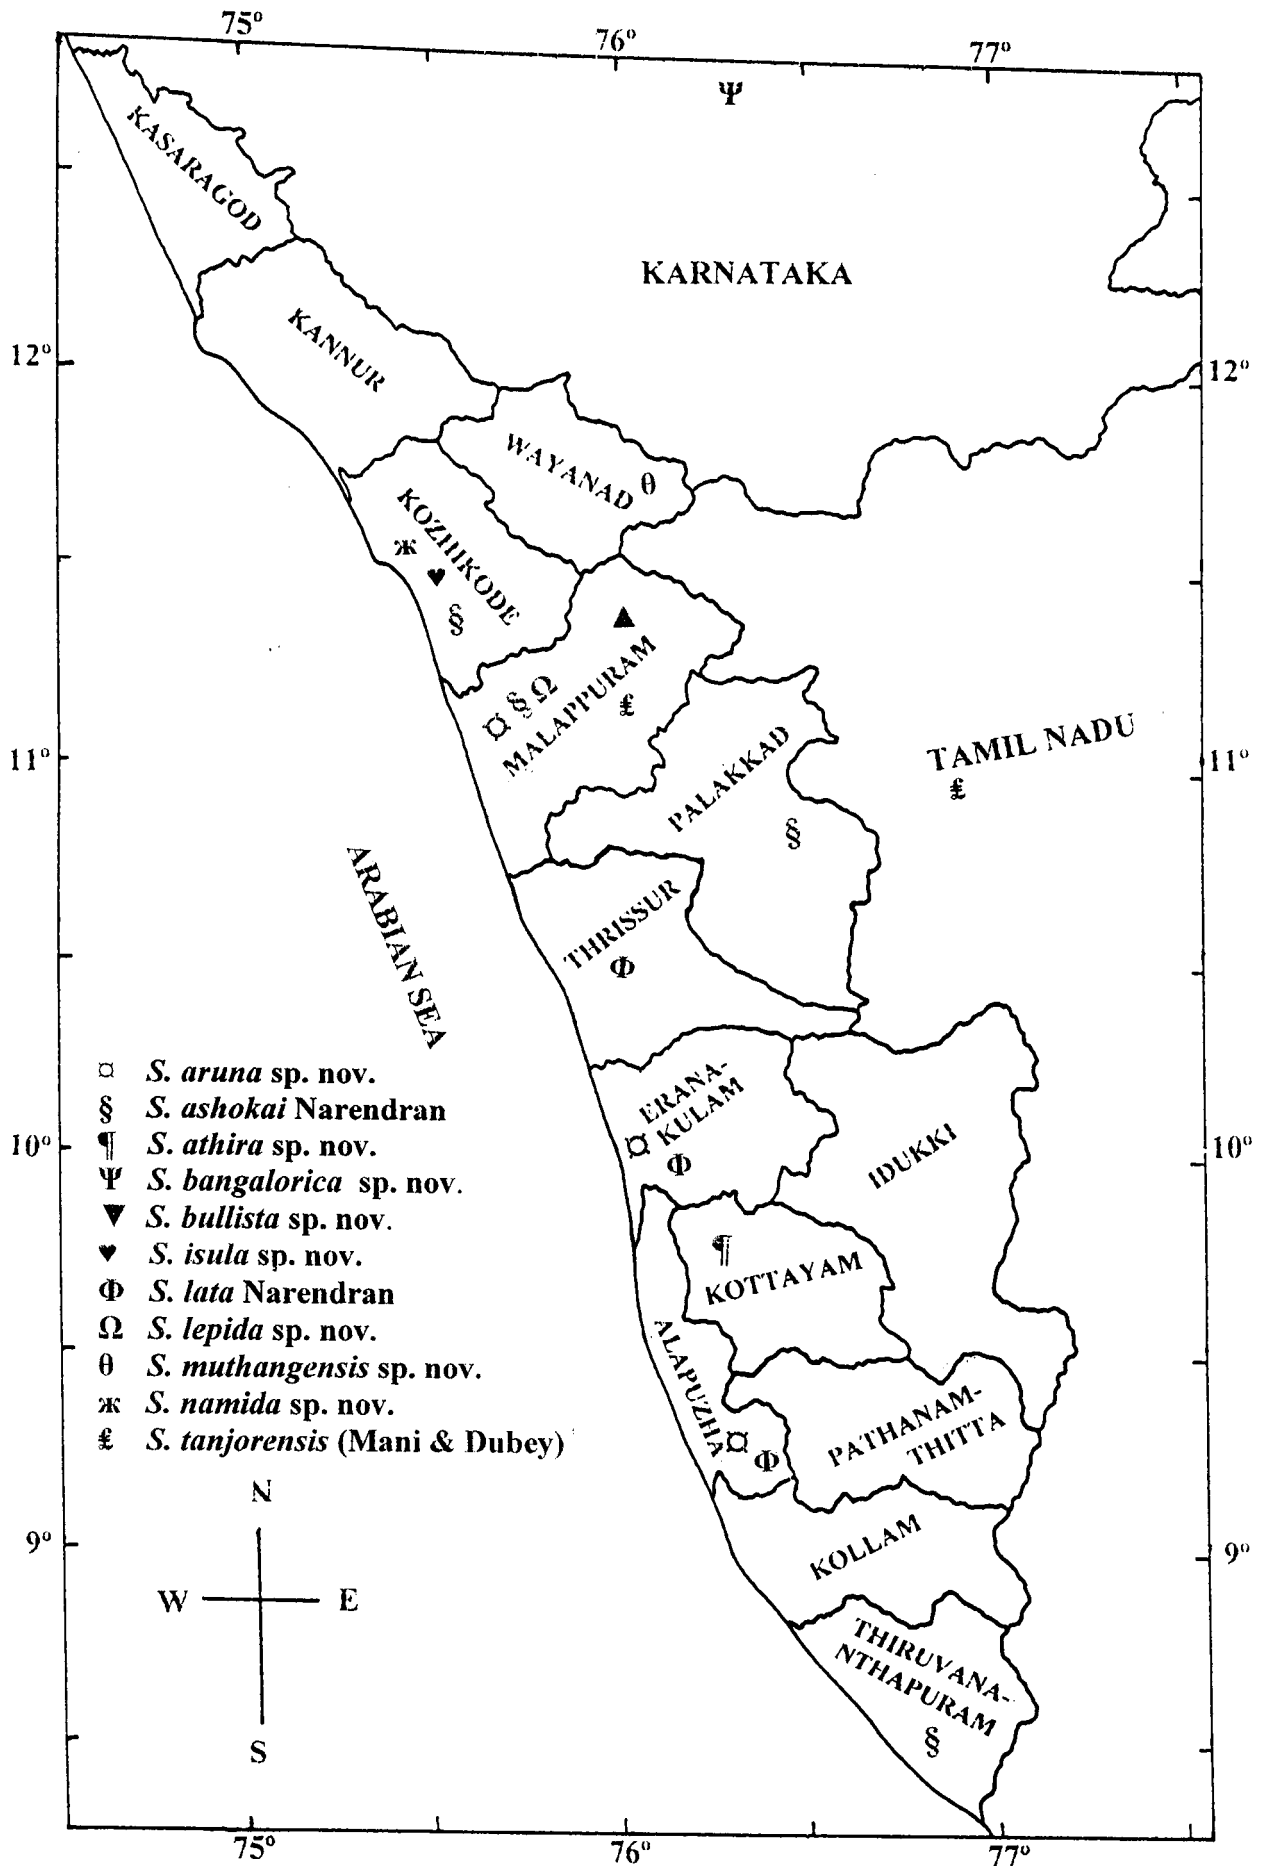 75° 76° 77°
Ψ
KASARAGOD
KARNATAKA
KANNUR
12° 12°
WAYANAD θ
KOZHIKODE
ж
♥
§
▲
MALAPPURAM
¤ § Ω
₤
11° 11°
PALAKKAD
§
TAMIL NADU
₤
ARABIAN SEA
THRISSUR
Φ
ERANA-
KULAM
¤ Φ
10° 10°
IDUKKI
¶
KOTTAYAM
ALAPUZHA
¤ Φ
PATHANAM-
THITTA
KOLLAM
9° 9°
THIRUVANA-
NTHAPURAM
§
¤ S. aruna sp. nov.
§ S. ashokai Narendran
¶ S. athira sp. nov.
Ψ S. bangalorica sp. nov.
▼ S. bullista sp. nov.
♥ S. isula sp. nov.
Φ S. lata Narendran
Ω S. lepida sp. nov.
θ S. muthangensis sp. nov.
ж S. namida sp. nov.
₤ S. tanjorensis (Mani & Dubey)
N
W E
S
75° 76° 77°